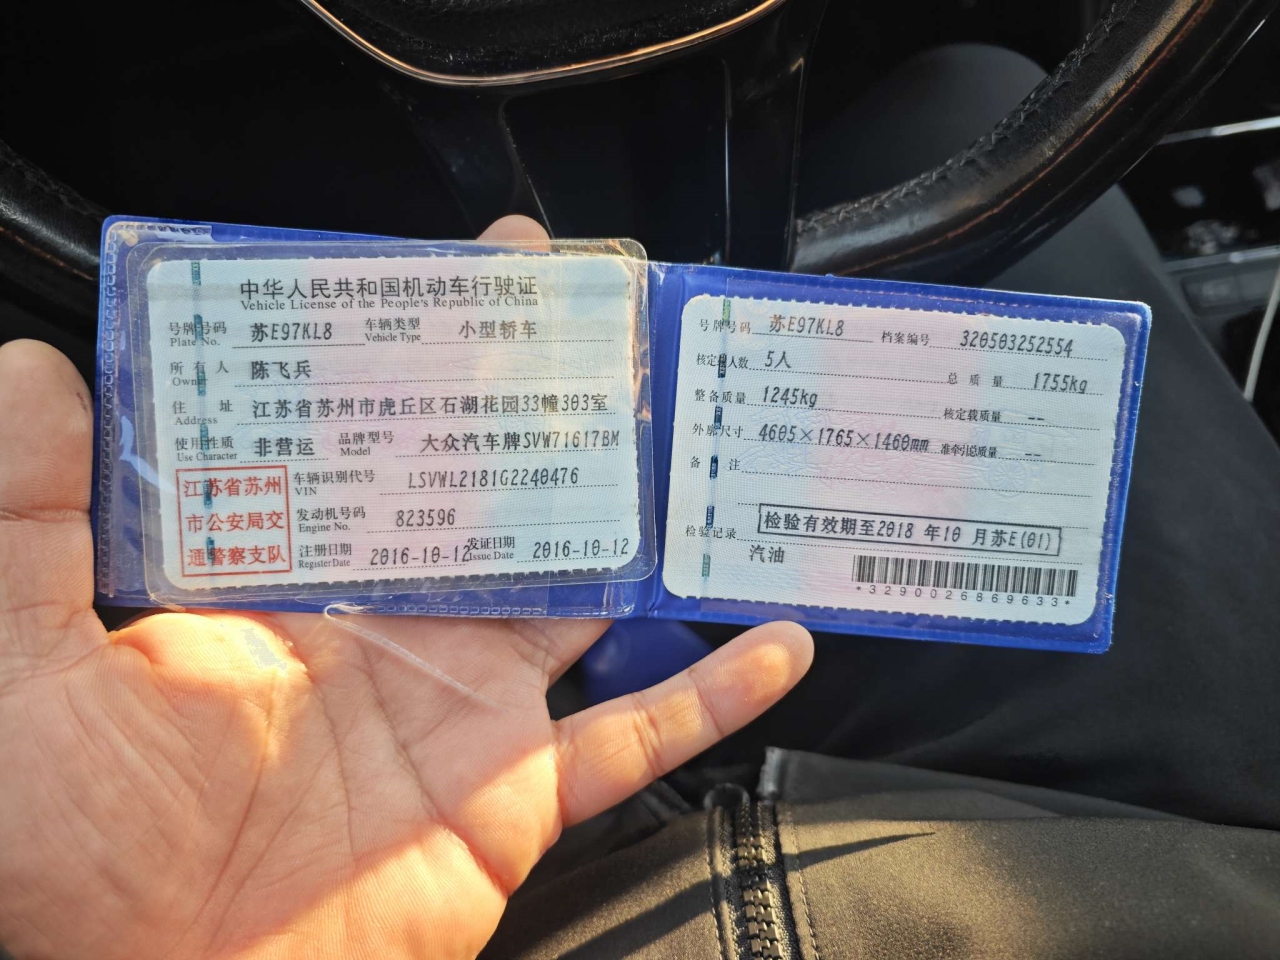 中华人民共和国机动车行驶证
Vehicle License of the People's Republic of China
号牌号码 苏E97KL8 车辆类型 小型轿车
Plate No. Vehicle Type
所有人 陈飞兵
Owner
住址 江苏省苏州市虎丘区石湖花园33幢303室
Address
使用性质 非营运 品牌型号 大众汽车牌SVW71617BM
Use Character Model
江苏省苏州
市公安局交
通警察支队
车辆识别代号 LSVWL2181G2240476
VIN
发动机号码 823596
Engine No.
注册日期 2016-10-12 发证日期 2016-10-12
Register Date Issue Date
号牌号码 苏E97KL8 档案编号 320503252554
核定载人数 5人 总质量 1755kg
整备质量 1245kg 核定载质量 --
外廓尺寸 4605×1765×1460mm 准牵引总质量 --
备注
检验记录 检验有效期至2018 年10 月苏E(01)
汽油
*3290026869633*